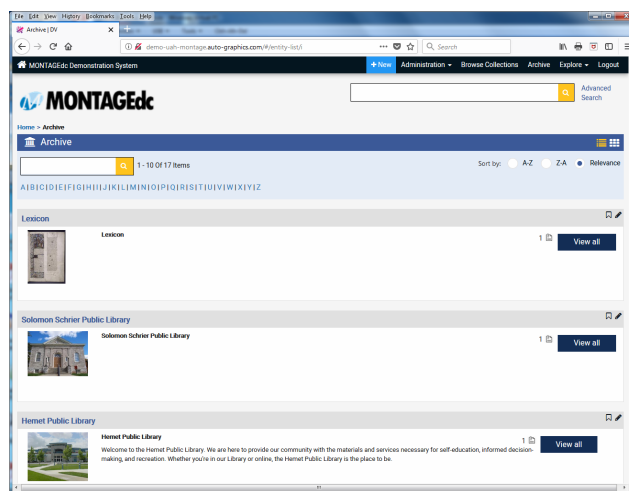 File Edit View History Bookmarks Tools Help
Archive | DV
demo-uah-montage.auto-graphics.com/#/entity-list/i
Search
MONTAGEdc Demonstration System
+ New Administration Browse Collections Archive Explore Logout
MONTAGEdc
Advanced
Search
Home > Archive
Archive
1 - 10 Of 17 Items
Sort by: A-Z Z-A Relevance
A|B|C|D|E|F|G|H|I|J|K|L|M|N|O|P|Q|R|S|T|U|V|W|X|Y|Z
Lexicon
Lexicon
1 View all
Solomon Schrier Public Library
Solomon Schrier Public Library
1 View all
Hemet Public Library
Hemet Public Library
1 View all
Welcome to the Hemet Public Library. We are here to provide our community with the materials and services necessary for self-education, informed decision-
making, and recreation. Whether you're in our Library or online, the Hemet Public Library is the place to be.